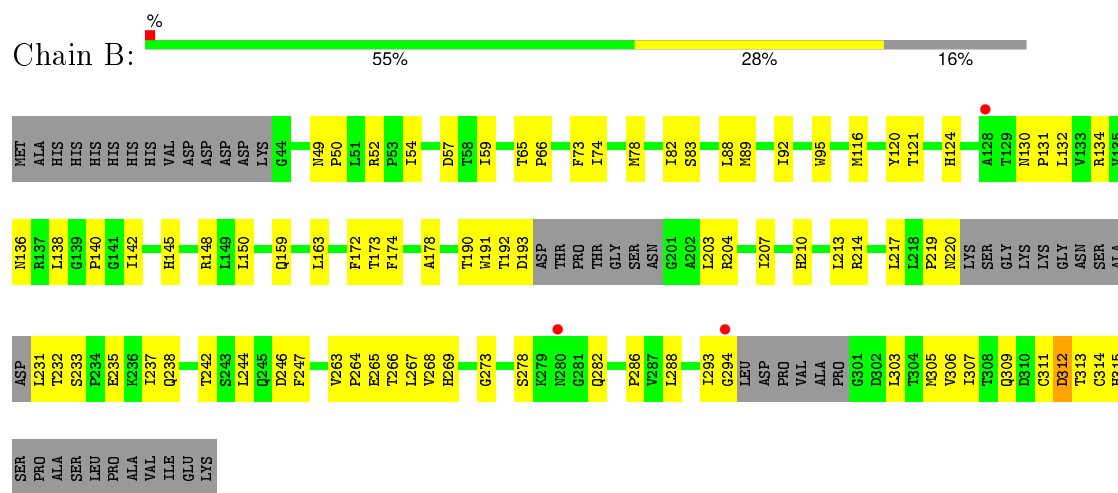 %
Chain B:
55% 28% 16%
MET ALA HIS HIS HIS HIS HIS HIS VAL ASP ASP ASP ASP LYS G44 N49 P50 L51 R52 P53 I54 D57 T58 I59 T65 P66 F73 I74 M78 I82 S83 L88 M89 I92 W95 M116 Y120 T121 H124 A128 T129 N130 P131 L132 V133 R134 V135
N136 R137 L138 G139 P140 G141 I142 H145 R148 L149 L150 Q159 L163 F172 T173 F174 A178 T190 W191 T192 D193 ASP THR PRO THR GLY SER ASN G201 A202 L203 R204 I207 H210 L213 R214 L217 L218 P219 N220 LYS SER GLY LYS LYS GLY ASN SER ALA
ASP L231 T232 S233 P234 E235 K236 I237 Q238 T242 S243 L244 Q245 D246 F247 V263 P264 E265 T266 L267 V268 H269 G273 S278 K279 N280 G281 Q282 P286 V287 L288 I293 G294 LEU ASP PRO VAL ALA PRO G301 D302 L303 T304 M305 V306 I307 T308 Q309 D310 C311 D312 T313 C314 H315
SER PRO ALA SER LEU PRO ALA VAL ILE GLU LYS